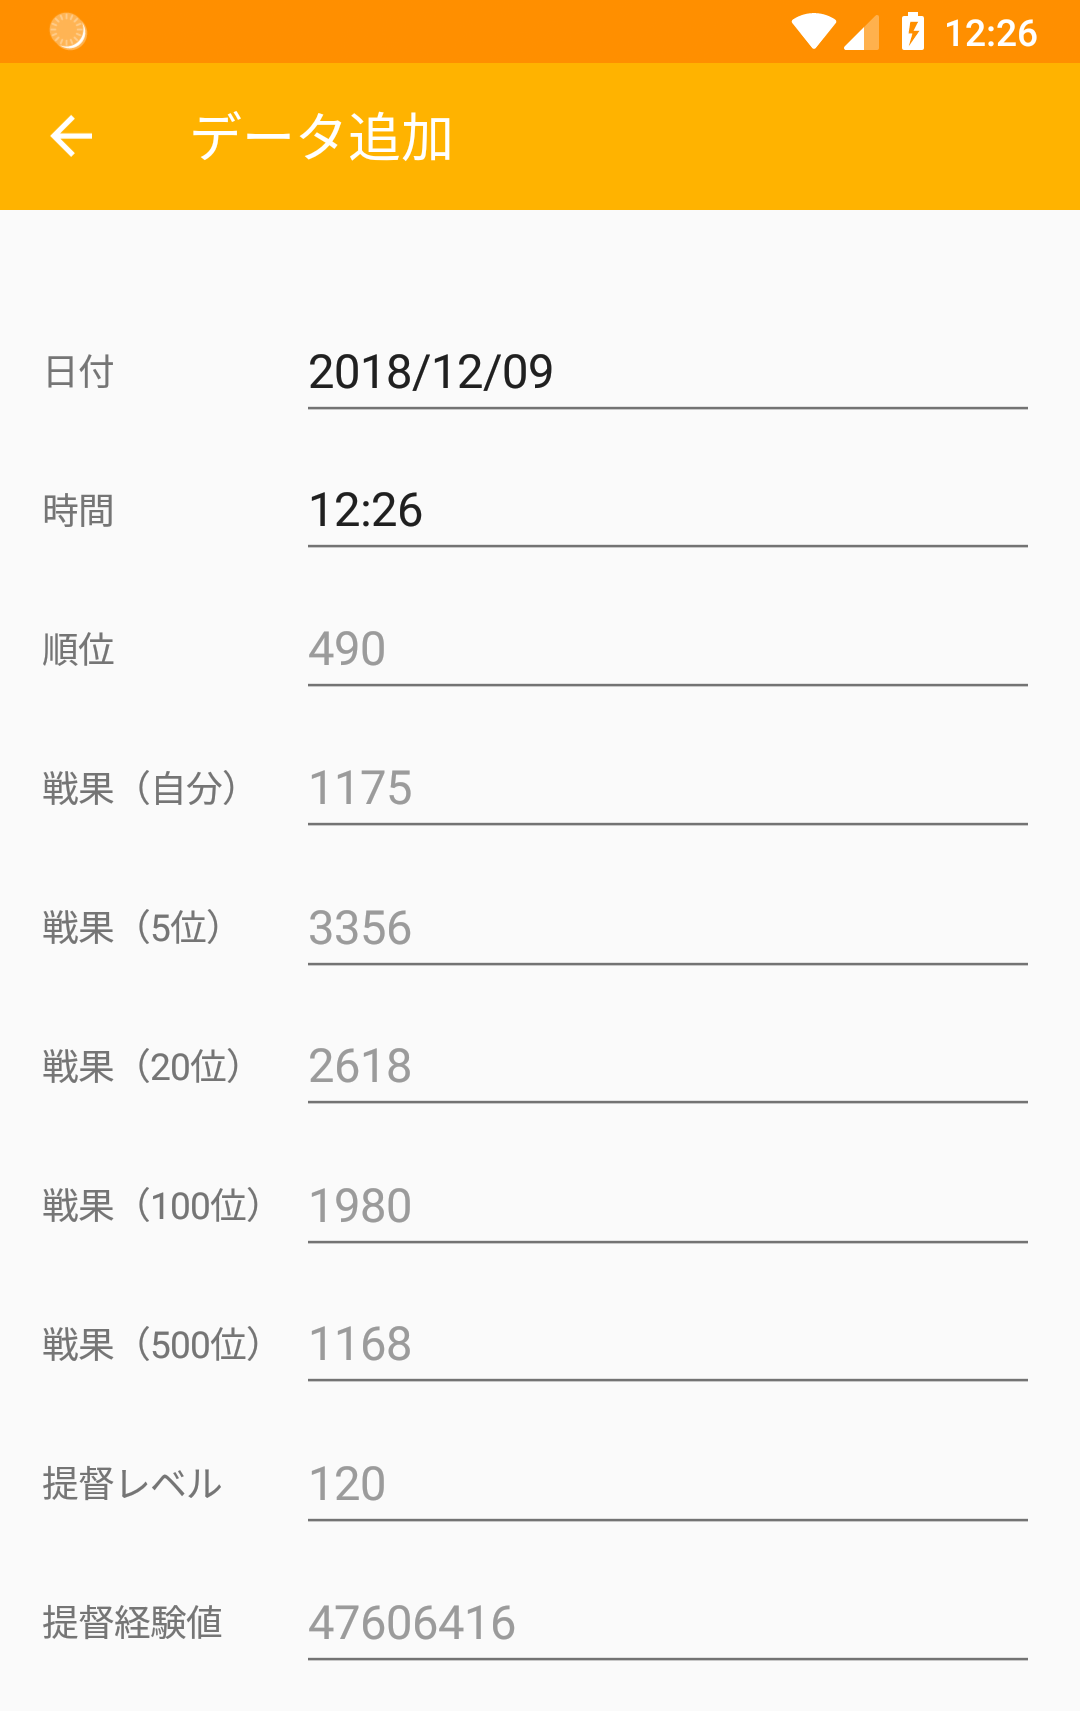 12:26
データ追加
日付 2018/12/09
時間 12:26
順位 490
戦果（自分） 1175
戦果（5位） 3356
戦果（20位） 2618
戦果（100位） 1980
戦果（500位） 1168
提督レベル 120
提督経験値 47606416